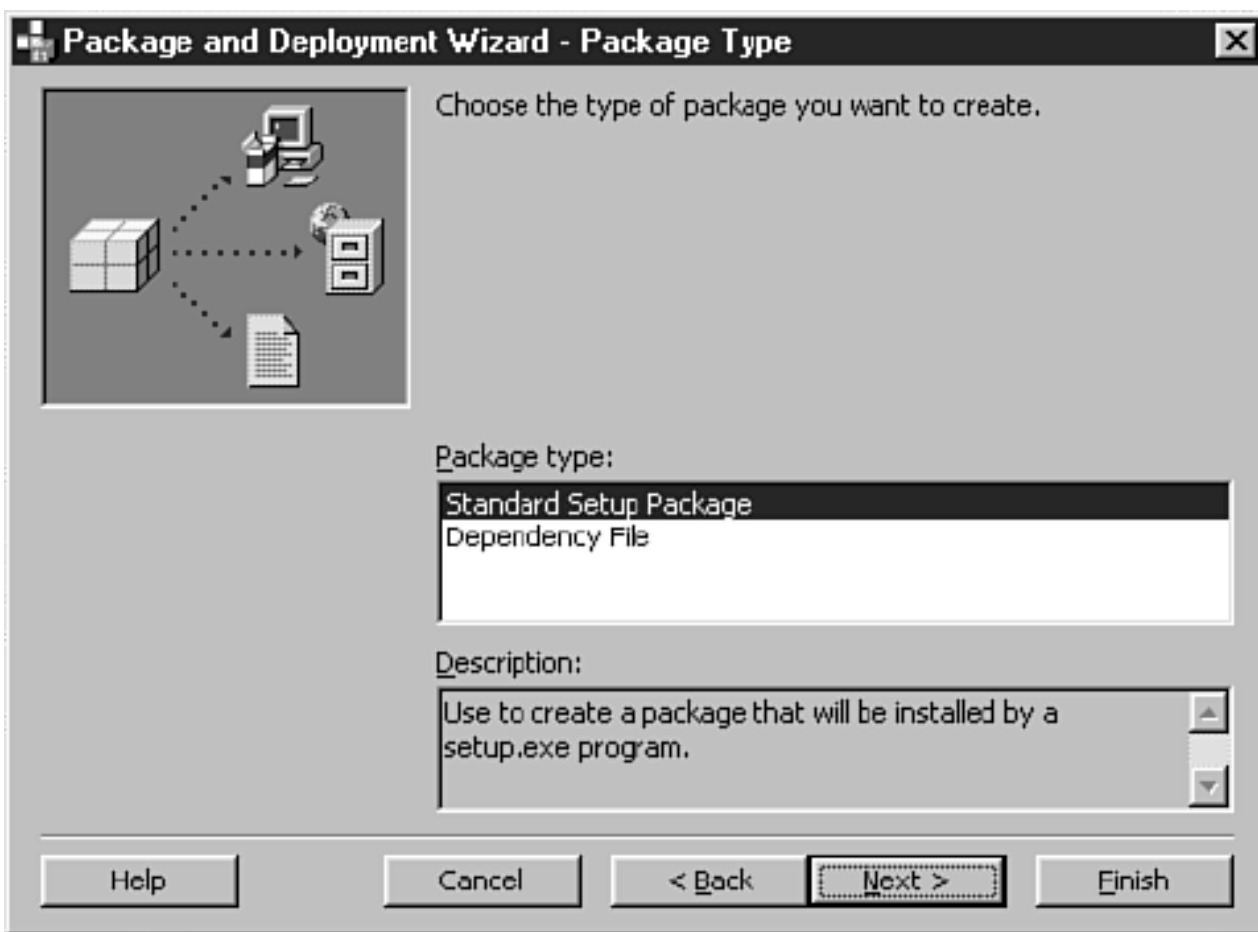 Package and Deployment Wizard - Package Type
Choose the type of package you want to create.
Package type:
Standard Setup Package
Dependency File
Description:
Use to create a package that will be installed by a
setup.exe program.
Help
Cancel
< Back
Next >
Finish